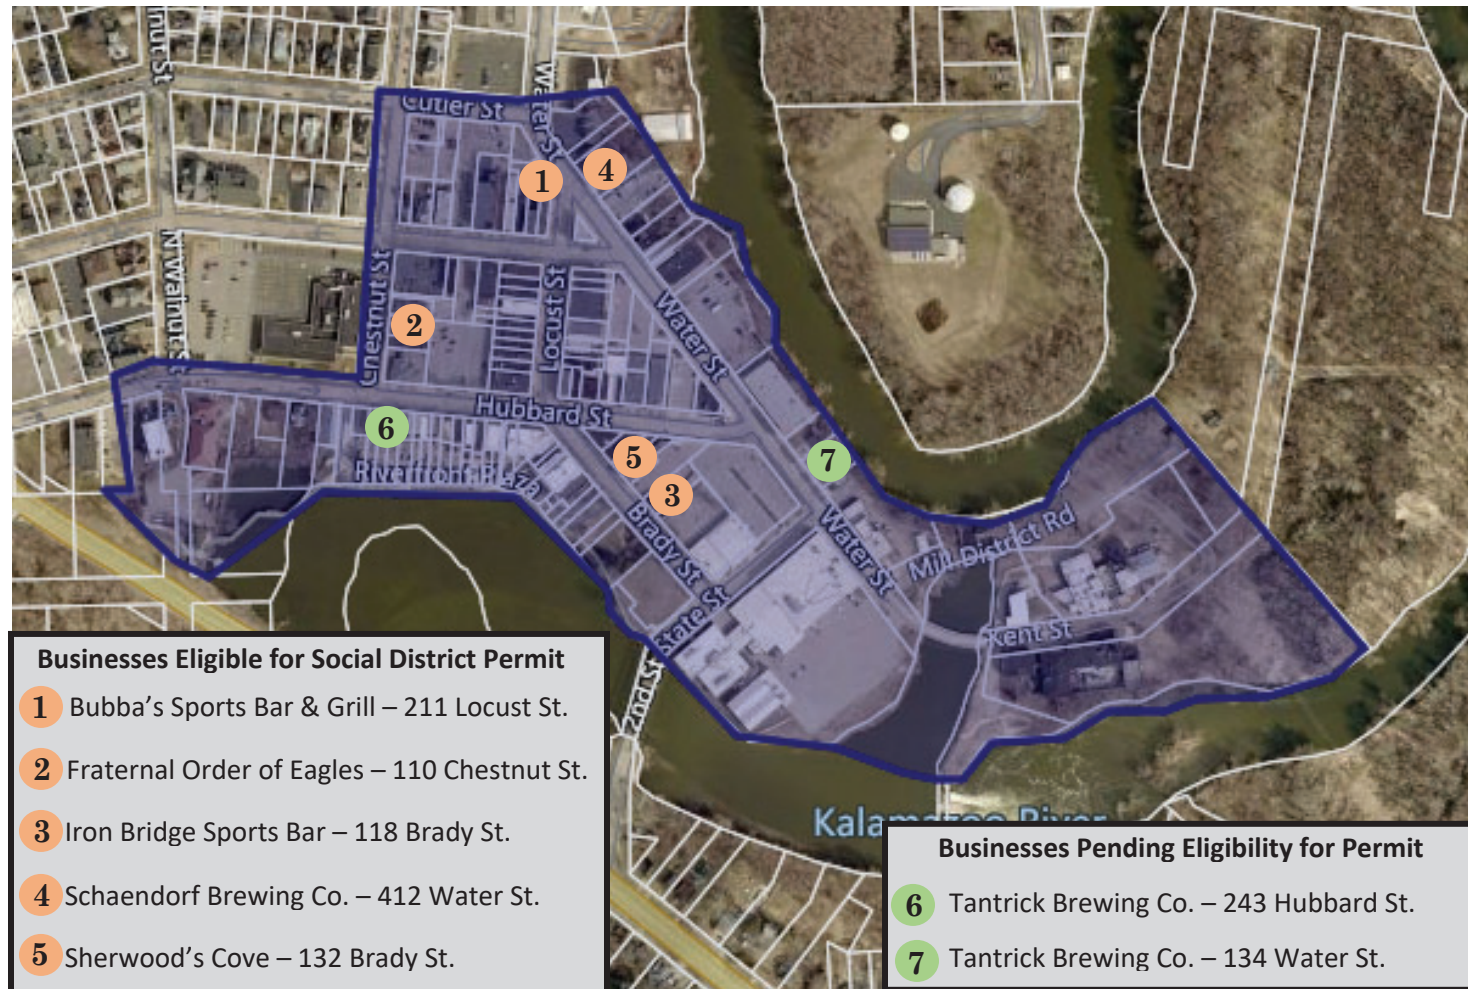 nut St
Water St
Cutler St
1
4
N Walnut St
Chestnut St
2
Locust St
Water St
Hubbard St
6
5
7
3
Riverfront Plaza
Brady St
Water St
Mill District Rd
State St
Kent St
2nd St
Kalamazoo River
Businesses Eligible for Social District Permit
1 Bubba’s Sports Bar & Grill – 211 Locust St.
2 Fraternal Order of Eagles – 110 Chestnut St.
3 Iron Bridge Sports Bar – 118 Brady St.
4 Schaendorf Brewing Co. – 412 Water St.
5 Sherwood’s Cove – 132 Brady St.
Businesses Pending Eligibility for Permit
6 Tantrick Brewing Co. – 243 Hubbard St.
7 Tantrick Brewing Co. – 134 Water St.